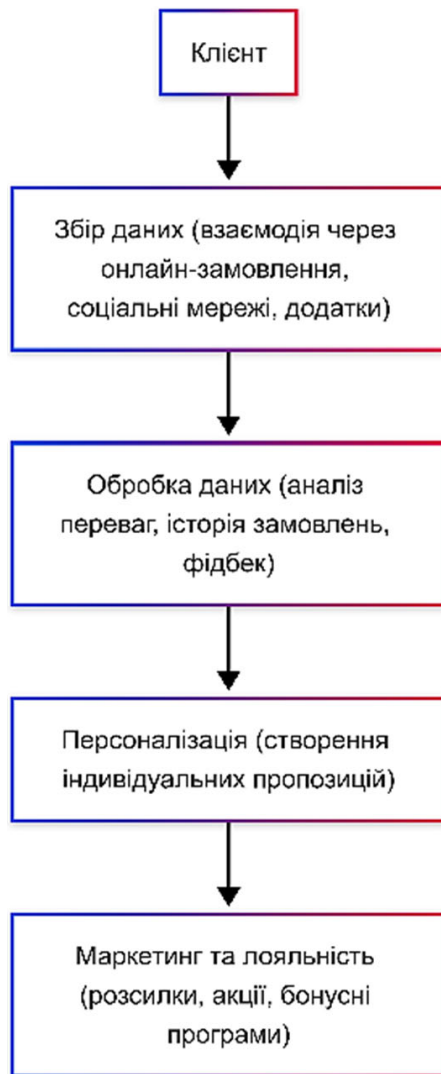 Клієнт
Збір даних (взаємодія через
онлайн-замовлення,
соціальні мережі, додатки)
Обробка даних (аналіз
переваг, історія замовлень,
фідбек)
Персоналізація (створення
індивідуальних пропозицій)
Маркетинг та лояльність
(розсилки, акції, бонусні
програми)